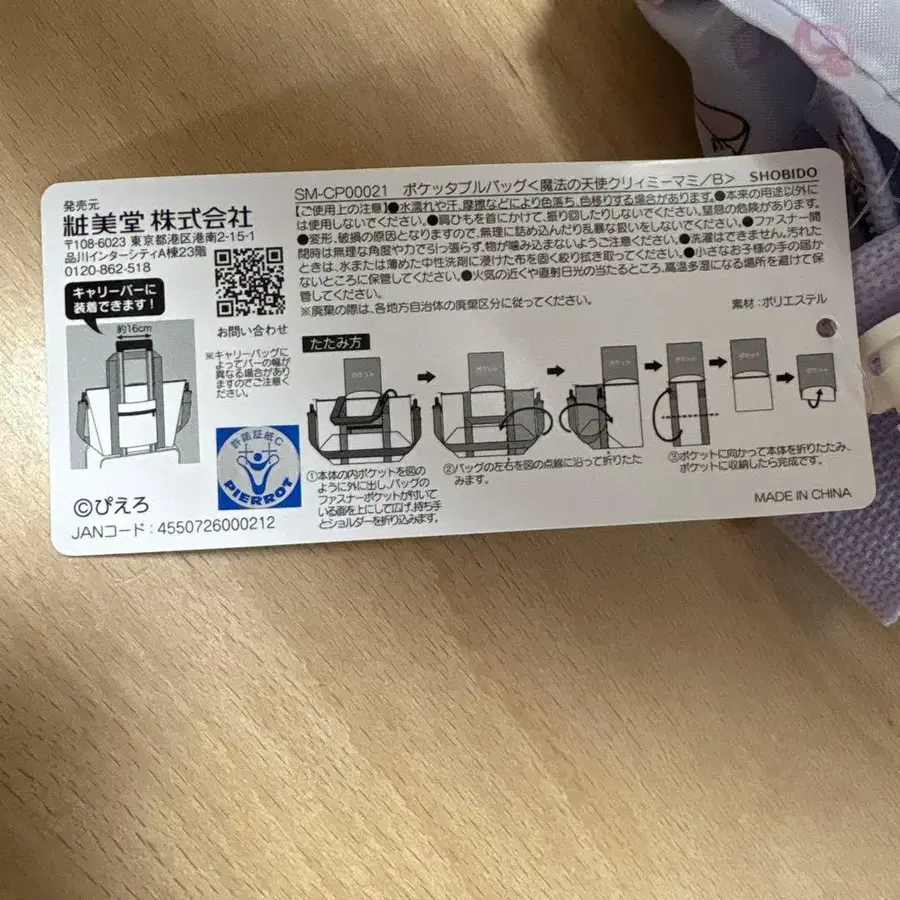 発売元
粧美堂 株式会社
〒108-6023 東京都港区港南2-15-1
品川インターシティA棟23階
0120-862-518
お問い合わせ
キャリーバーに
装着できます!
約16cm
※キャリーバッグに
よってバーの幅が
異なる場合があり
ますのでご注意く
ださい。
許諾証紙C
PIERROT
©ぴえろ
JANコード : 4550726000212
SM-CP00021 ポケッタブルバッグ<魔法の天使クリィミーマミ/B> SHOBIDO
【ご使用上の注意】●水濡れや汗、摩擦などにより色落ち、色移りする場合があります。●本来の用途以外に
は使用しないでください。●肩ひもを首にかけて、振り回したりしないでください。窒息の危険があります。
●変形、破損の原因となりますので、無理に詰め込んだり乱暴な扱いをしないでください。●ファスナー開
閉時は無理な角度や力で引っ張らず、物が噛み込まないようご注意ください。●洗濯はできません。汚れた
ときは、水または薄めた中性洗剤に浸けた布を固く絞り拭き取ってください。●小さなお子様の手の届か
ないところに保管してください。●火気の近くや直射日光の当たるところ、高温多湿になる場所を避けて保
管してください。
※廃棄の際は、各地方自治体の廃棄区分に従ってください。
素材 : ポリエステル
たたみ方
ポケット
ポケット
ポケット
ポケット
ポケット
ポケット
①本体の内ポケットを図の
ように外に出し、バッグの
ファスナーポケットが付いて
いる面を上にして広げ、持ち手
とショルダーを折り込みます。
②バッグの左右を図の点線に沿って折りたた
みます。
③ポケットに向かって本体を折りたたみ、
ポケットに収納したら完成です。
MADE IN CHINA